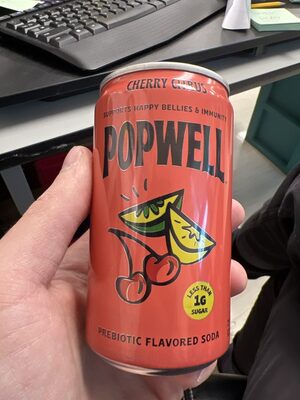 CHERRY CITRUS
SUPPORTS HAPPY BELLIES & IMMUNITY
POPWELL
LESS THAN
1G
SUGAR
PREBIOTIC FLAVORED SODA